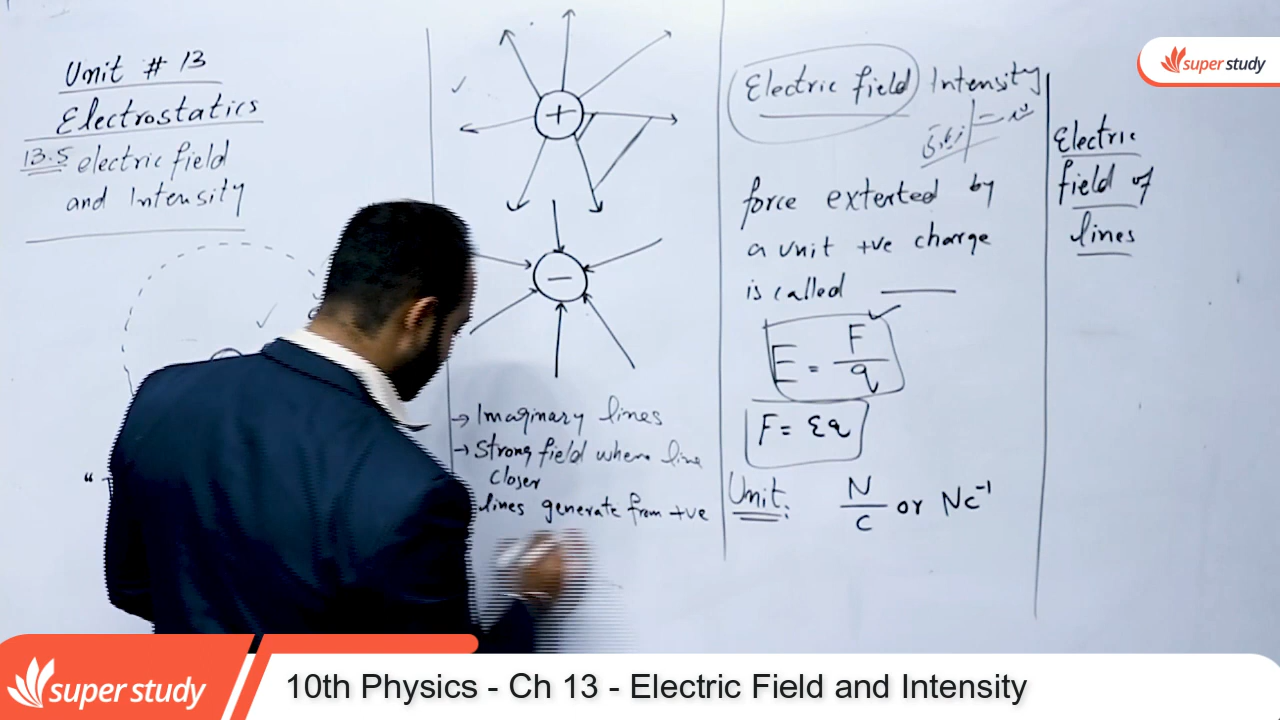 Unit # 13
Electrostatics
13.5 electric field
and Intensity
+
−
→ Imaginary lines
→ Strong field where line
closer
lines generate from +ve
Electric field Intensity
force exterted by
a unit +ve charge
is called ——
E = F/q
F = Eq
Unit: N/C or NC⁻¹
Electric
field of
lines
super study
super study
10th Physics - Ch 13 - Electric Field and Intensity